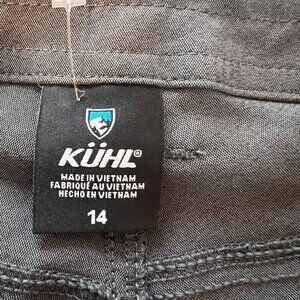 KÜHL®
MADE IN VIETNAM
FABRIQUÉ AU VIETNAM
HECHO EN VIETNAM
14